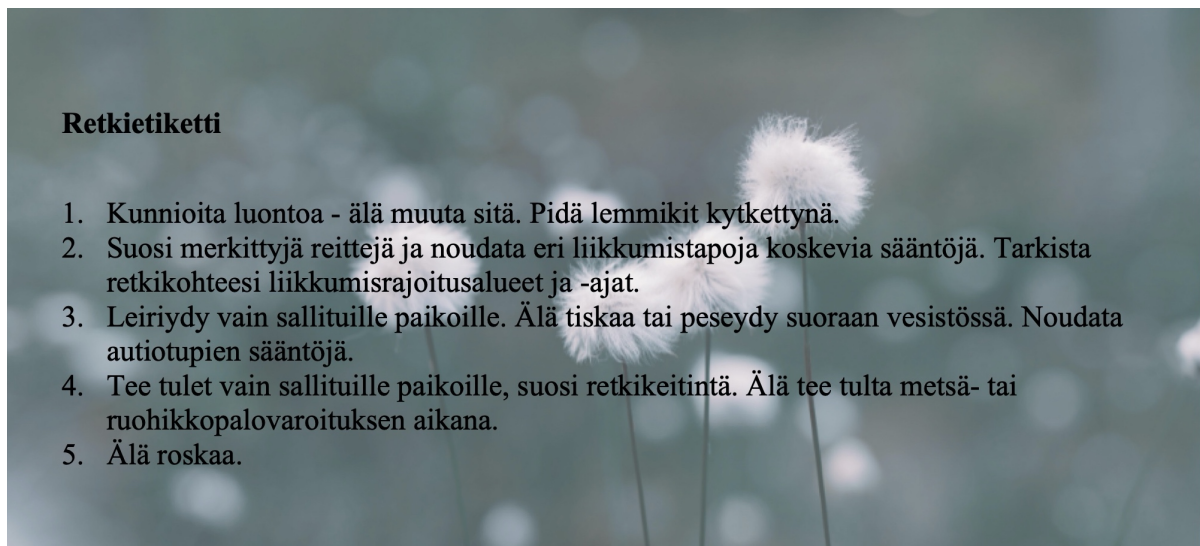 Retkietiketti
1. Kunnioita luontoa - älä muuta sitä. Pidä lemmikit kytkettynä.
2. Suosi merkittyjä reittejä ja noudata eri liikkumistapoja koskevia sääntöjä. Tarkista
retkikohteesi liikkumisrajoitusalueet ja -ajat.
3. Leiriydy vain sallituille paikoille. Älä tiskaa tai peseydy suoraan vesistössä. Noudata
autiotupien sääntöjä.
4. Tee tulet vain sallituille paikoille, suosi retkikeitintä. Älä tee tulta metsä- tai
ruohikkopalovaroituksen aikana.
5. Älä roskaa.